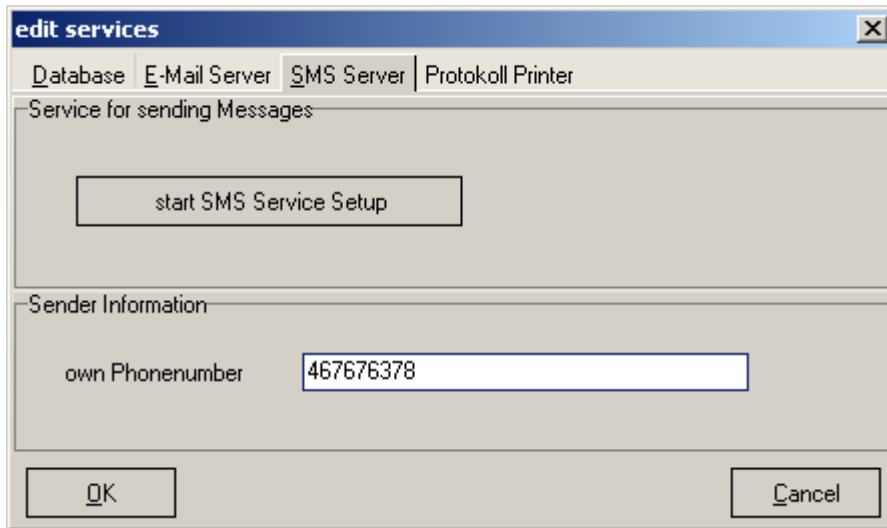 edit services
Database E-Mail Server SMS Server Protokoll Printer
Service for sending Messages
start SMS Service Setup
Sender Information
own Phonenumber 467676378
OK Cancel